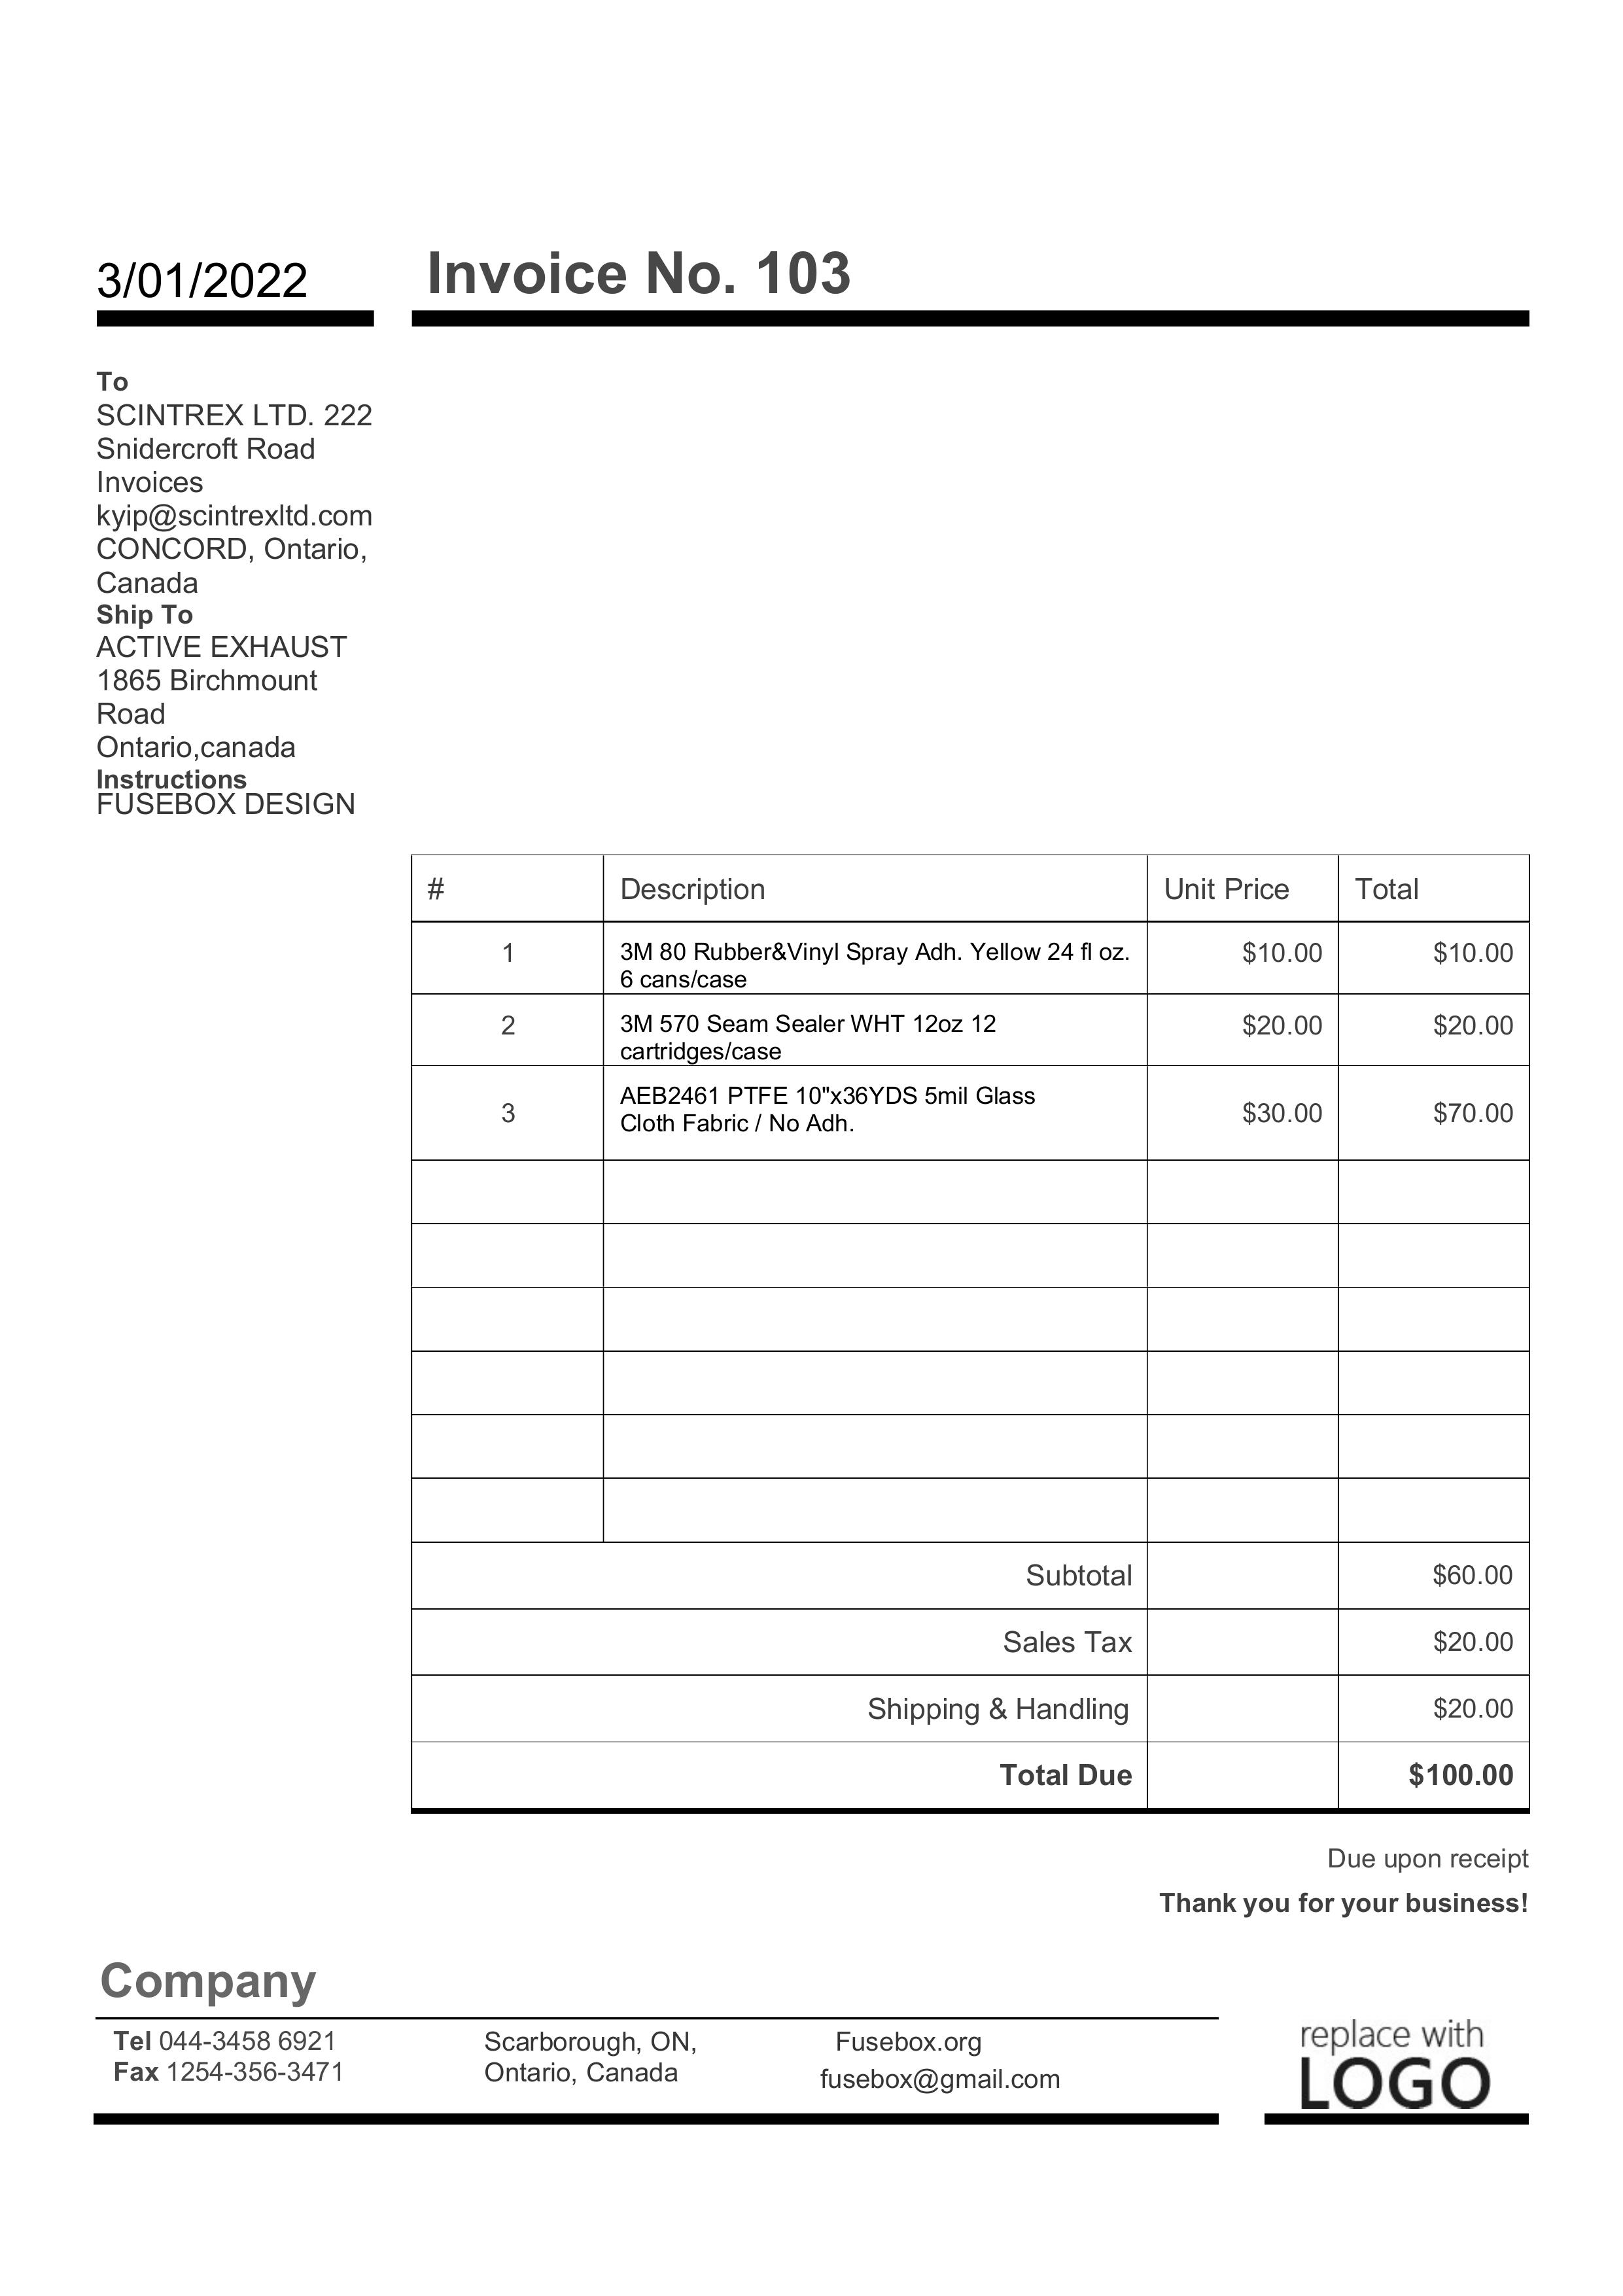 3/01/2022
Invoice No. 103
To
SCINTREX LTD. 222
Snidercroft Road
Invoices
kyip@scintrexltd.com
CONCORD, Ontario,
Canada
Ship To
ACTIVE EXHAUST
1865 Birchmount
Road
Ontario,canada
Instructions
FUSEBOX DESIGN
# Description Unit Price Total
1 3M 80 Rubber&Vinyl Spray Adh. Yellow 24 fl oz. $10.00 $10.00
6 cans/case
2 3M 570 Seam Sealer WHT 12oz 12 $20.00 $20.00
cartridges/case
AEB2461 PTFE 10"x36YDS 5mil Glass
3 $30.00 $70.00
Cloth Fabric / No Adh.
Subtotal $60.00
Sales Tax $20.00
Shipping & Handling $20.00
Total Due $100.00
Due upon receipt
Thank you for your business!
Company
Tel 044-3458 6921
Fax 1254-356-3471
Scarborough, ON,
Ontario, Canada
Fusebox.org
fusebox@gmail.com
replace with
LOGO